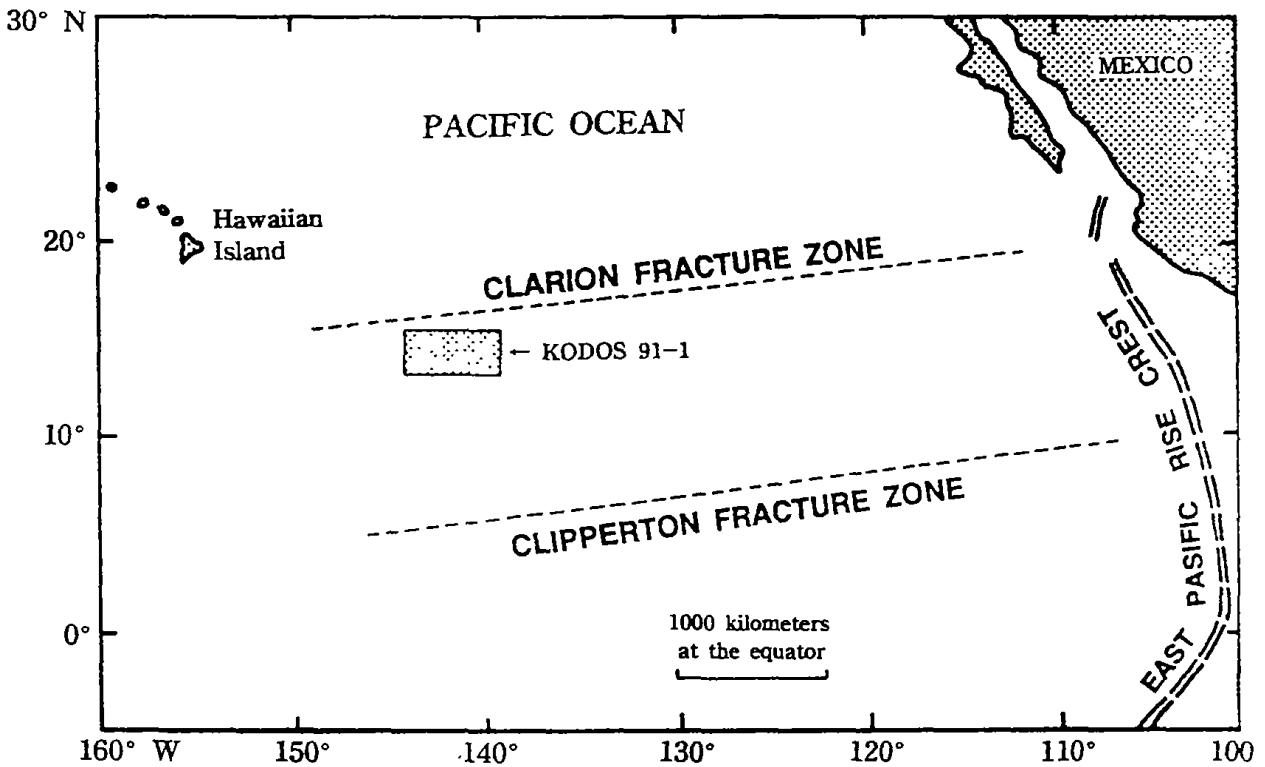 30° N
MEXICO
PACIFIC OCEAN
Hawaiian
Island
20°
CLARION FRACTURE ZONE
← KODOS 91-1
10°
CLIPPERTON FRACTURE ZONE
EAST PASIFIC RISE CREST
0°
1000 kilometers
at the equator
160° W 150° 140° 130° 120° 110° 100